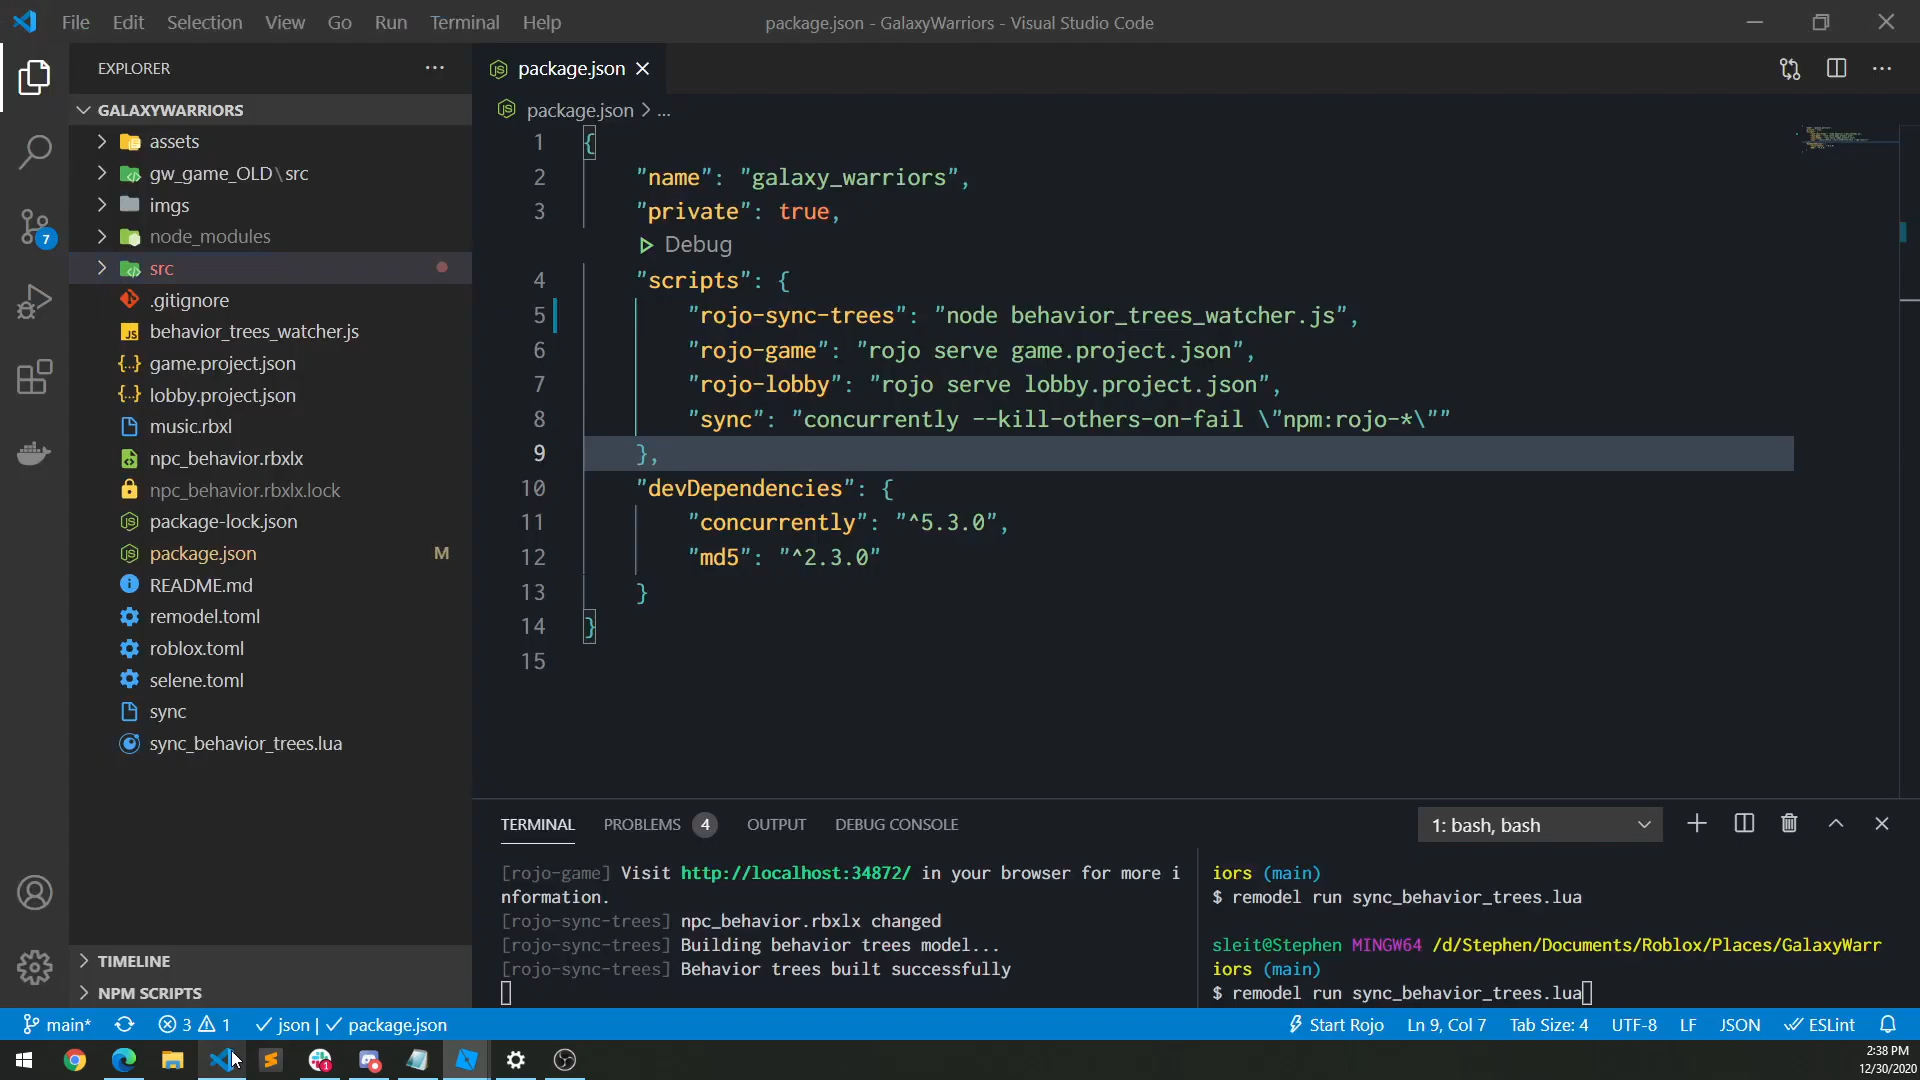 File Edit Selection View Go Run Terminal Help
package.json - GalaxyWarriors - Visual Studio Code
EXPLORER
GALAXYWARRIORS
assets
gw_game_OLD\src
imgs
node_modules
src
.gitignore
behavior_trees_watcher.js
game.project.json
lobby.project.json
music.rbxl
npc_behavior.rbxlx
npc_behavior.rbxlx.lock
package-lock.json
package.json M
README.md
remodel.toml
roblox.toml
selene.toml
sync
sync_behavior_trees.lua
TIMELINE
NPM SCRIPTS
7
package.json
package.json > ...
1 {
2 "name": "galaxy_warriors",
3 "private": true,
Debug
4 "scripts": {
5 "rojo-sync-trees": "node behavior_trees_watcher.js",
6 "rojo-game": "rojo serve game.project.json",
7 "rojo-lobby": "rojo serve lobby.project.json",
8 "sync": "concurrently --kill-others-on-fail \"npm:rojo-*\""
9 },
10 "devDependencies": {
11 "concurrently": "^5.3.0",
12 "md5": "^2.3.0"
13 }
14 }
15
TERMINAL PROBLEMS 4 OUTPUT DEBUG CONSOLE
1: bash, bash
[rojo-game] Visit http://localhost:34872/ in your browser for more i
nformation.
[rojo-sync-trees] npc_behavior.rbxlx changed
[rojo-sync-trees] Building behavior trees model...
[rojo-sync-trees] Behavior trees built successfully
iors (main)
$ remodel run sync_behavior_trees.lua
sleit@Stephen MINGW64 /d/Stephen/Documents/Roblox/Places/GalaxyWarr
iors (main)
$ remodel run sync_behavior_trees.lua
main* 3 1 json | package.json
Start Rojo Ln 9, Col 7 Tab Size: 4 UTF-8 LF JSON ESLint
1
2:38 PM
12/30/2020